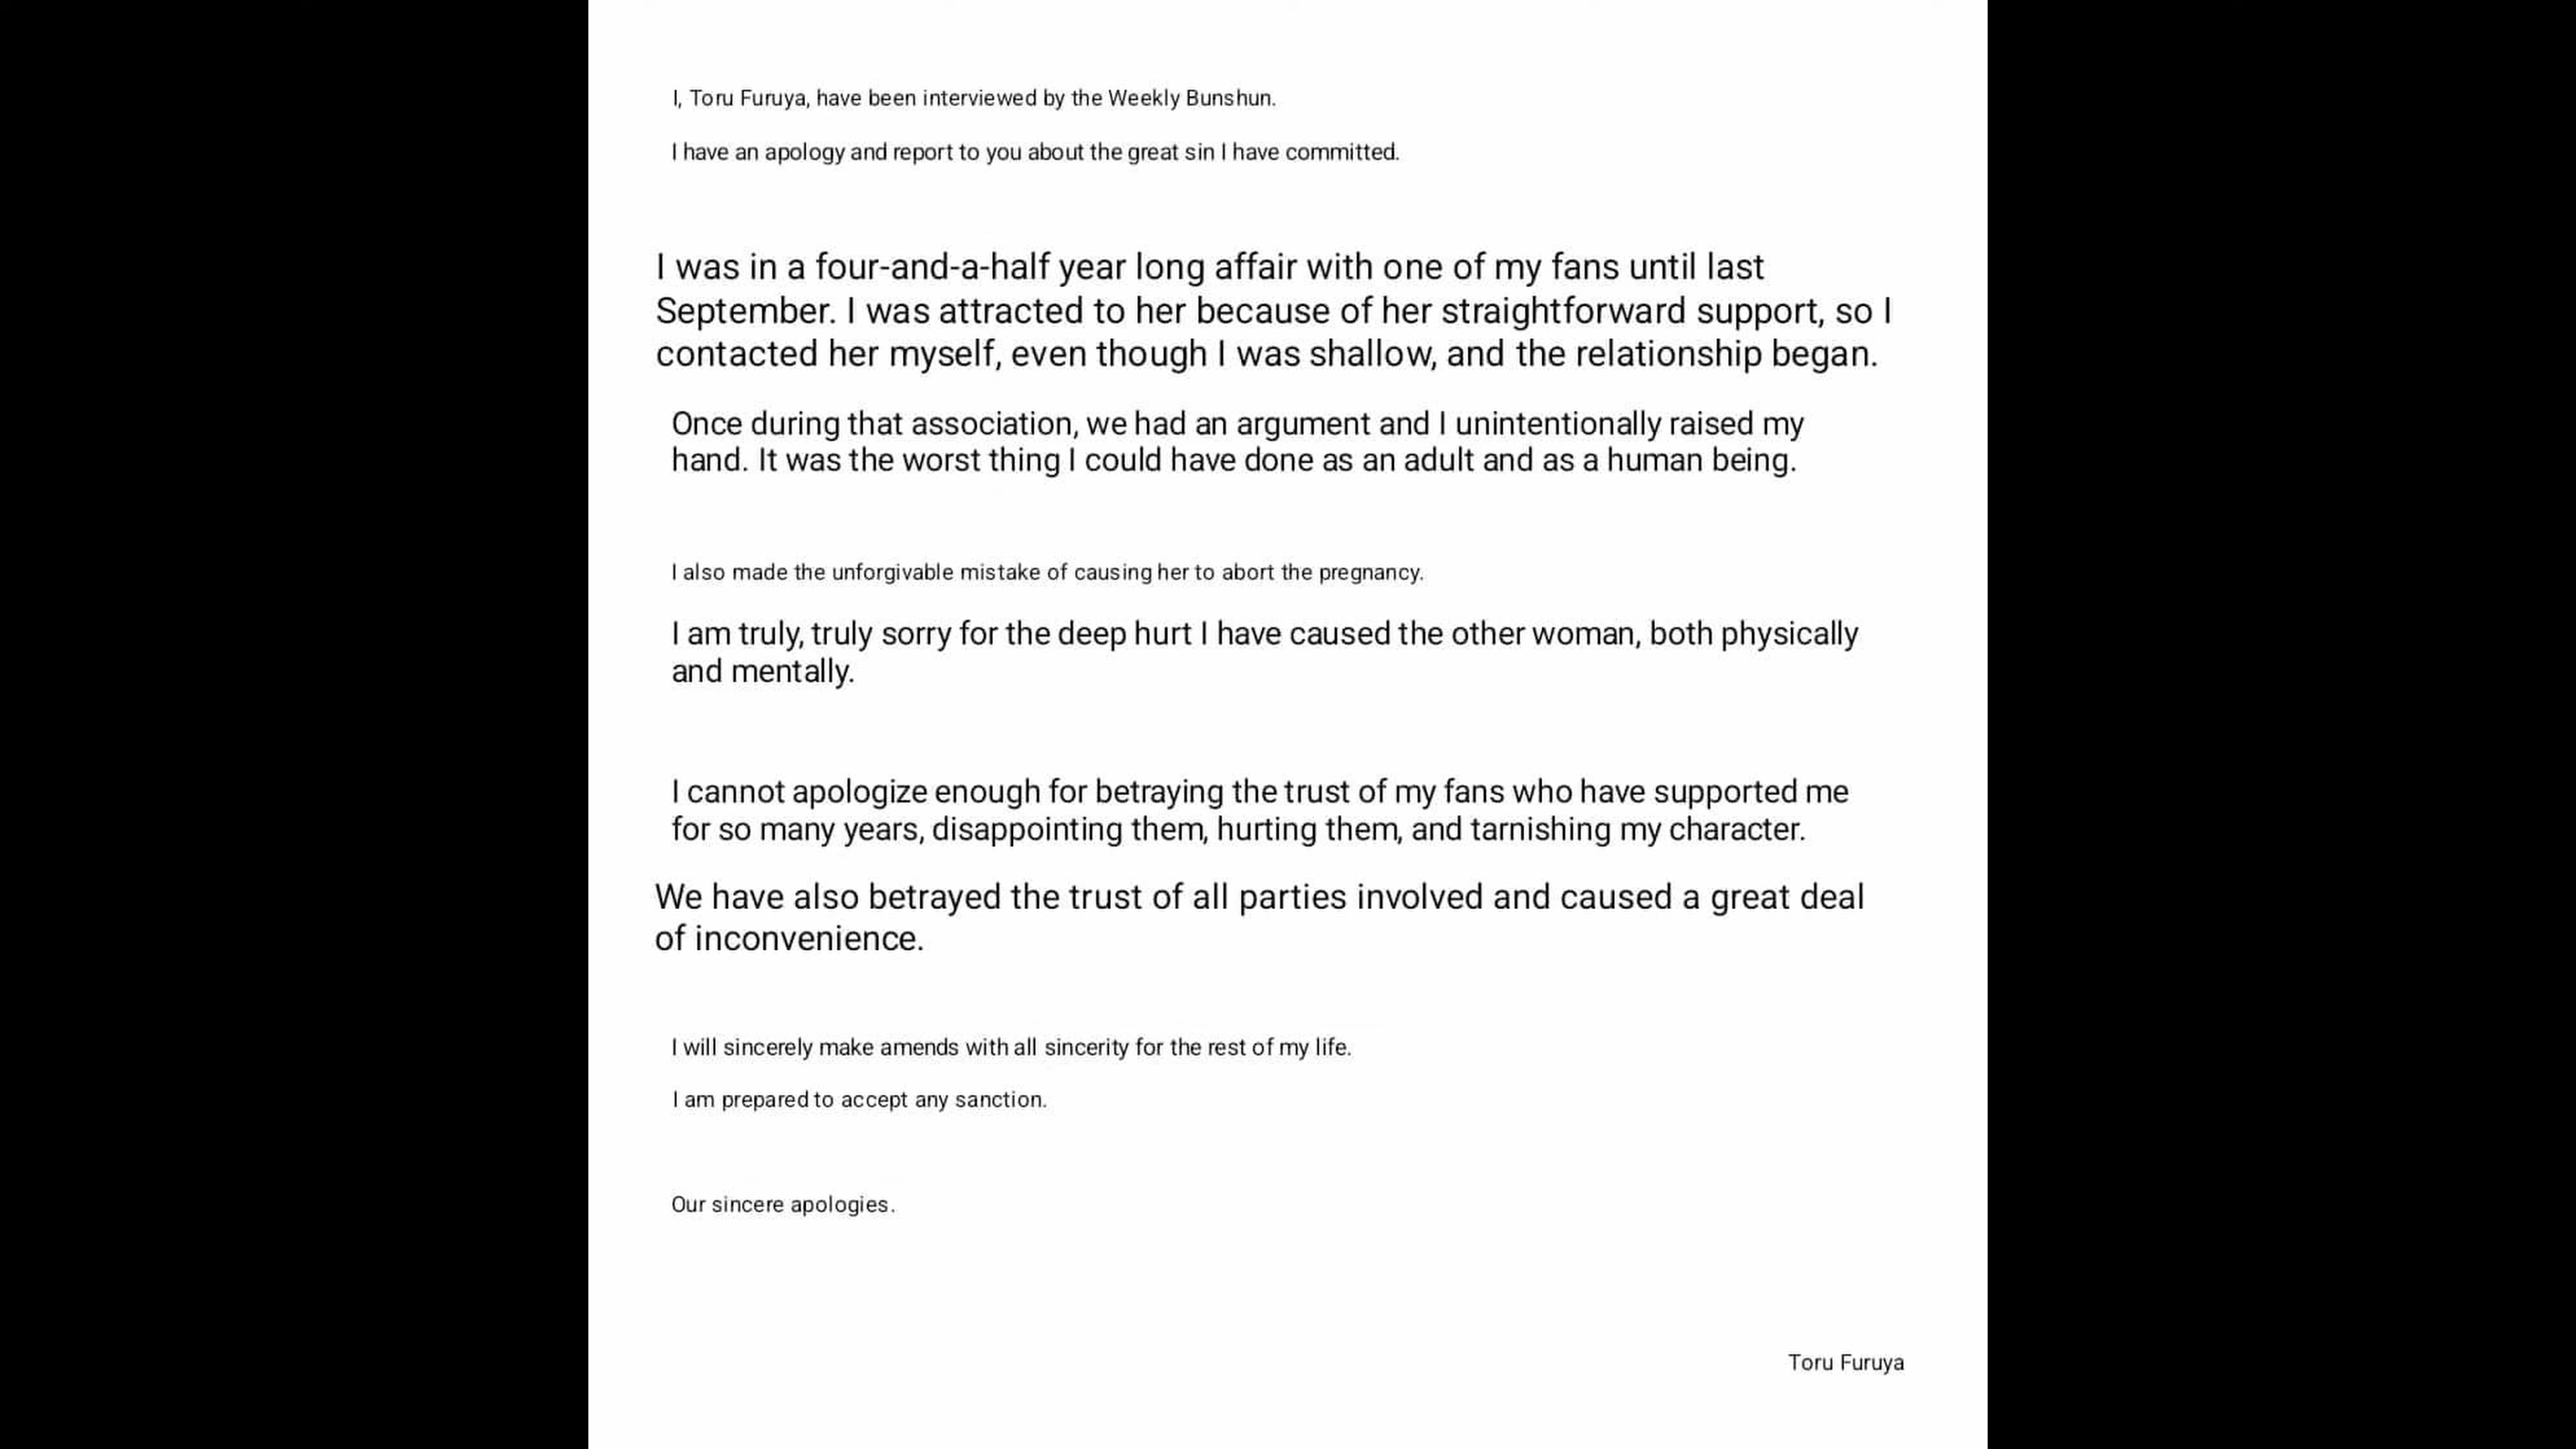 I, Toru Furuya, have been interviewed by the Weekly Bunshun.
I have an apology and report to you about the great sin I have committed.
I was in a four-and-a-half year long affair with one of my fans until last
September. I was attracted to her because of her straightforward support, so I
contacted her myself, even though I was shallow, and the relationship began.
Once during that association, we had an argument and I unintentionally raised my
hand. It was the worst thing I could have done as an adult and as a human being.
I also made the unforgivable mistake of causing her to abort the pregnancy.
I am truly, truly sorry for the deep hurt I have caused the other woman, both physically
and mentally.
I cannot apologize enough for betraying the trust of my fans who have supported me
for so many years, disappointing them, hurting them, and tarnishing my character.
We have also betrayed the trust of all parties involved and caused a great deal
of inconvenience.
I will sincerely make amends with all sincerity for the rest of my life.
I am prepared to accept any sanction.
Our sincere apologies.
Toru Furuya